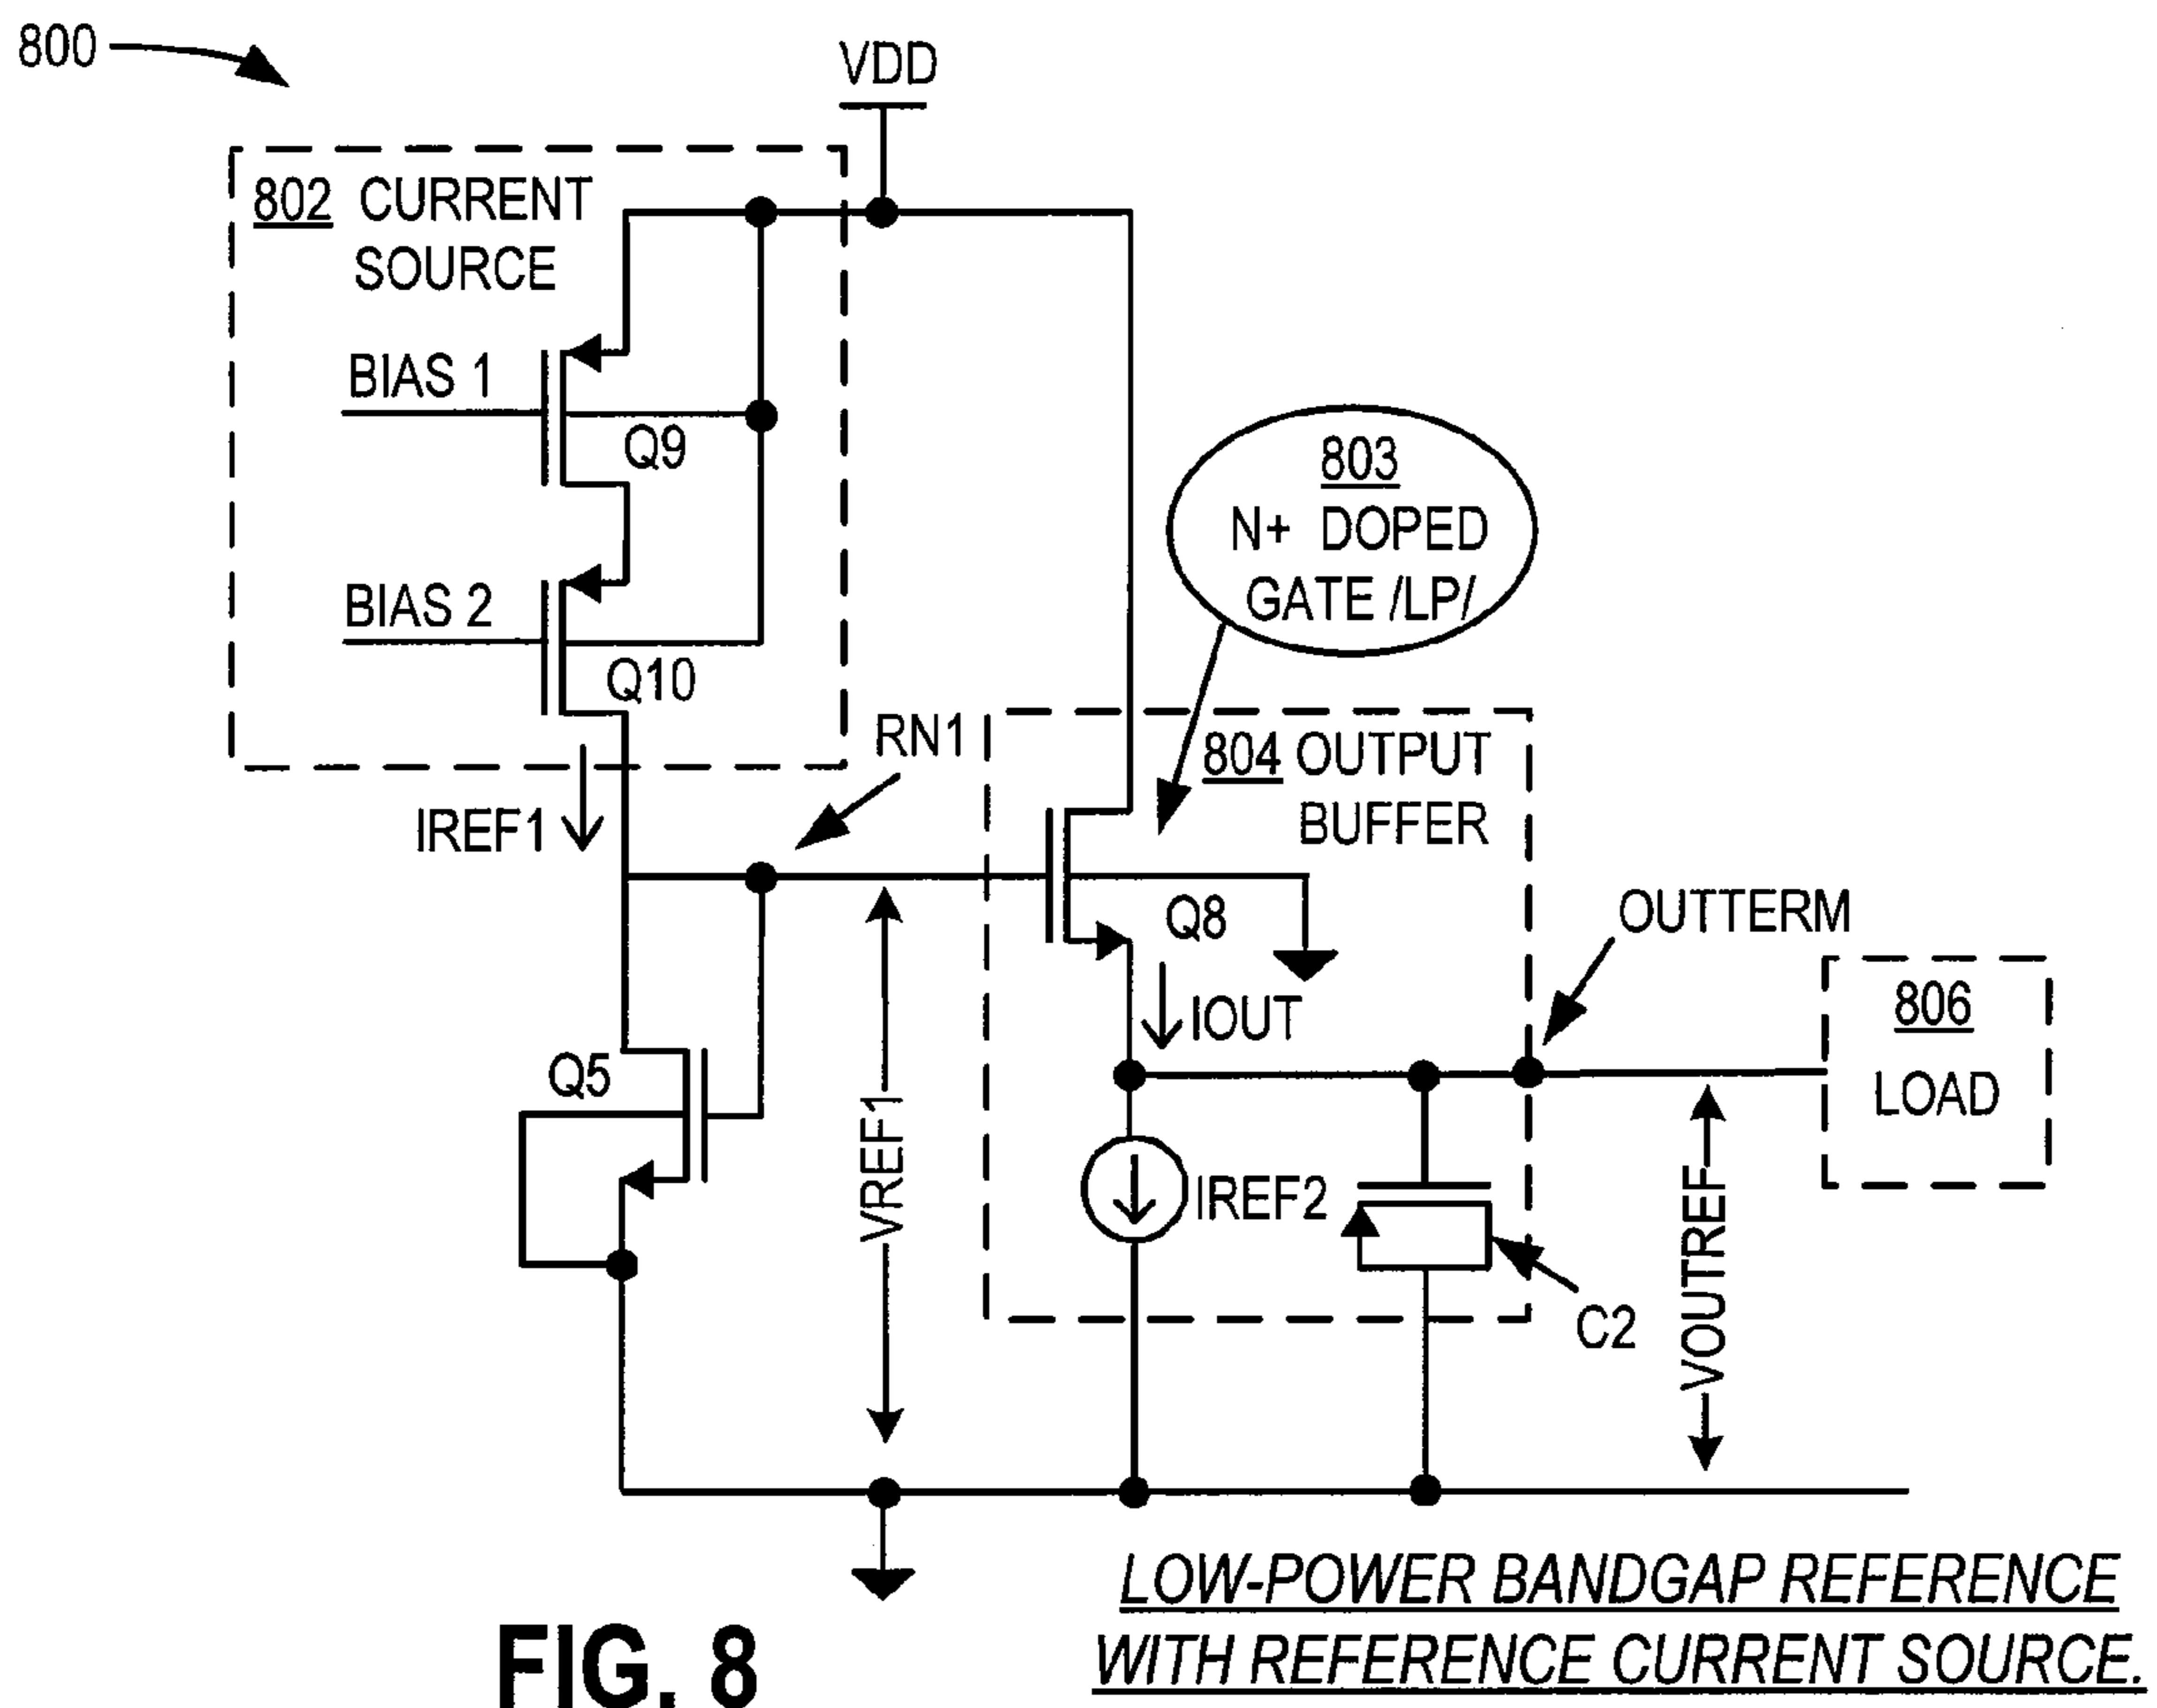 800
VDD
802 CURRENT
SOURCE
BIAS 1
Q9
803
N+ DOPED
GATE /LP/
BIAS 2
Q10
RN1
804 OUTPUT
BUFFER
IREF1
Q8
OUTTERM
IOUT
806
LOAD
Q5
VREF1
IREF2
C2
VOUTREF
LOW-POWER BANDGAP REFERENCE
WITH REFERENCE CURRENT SOURCE.
FIG. 8